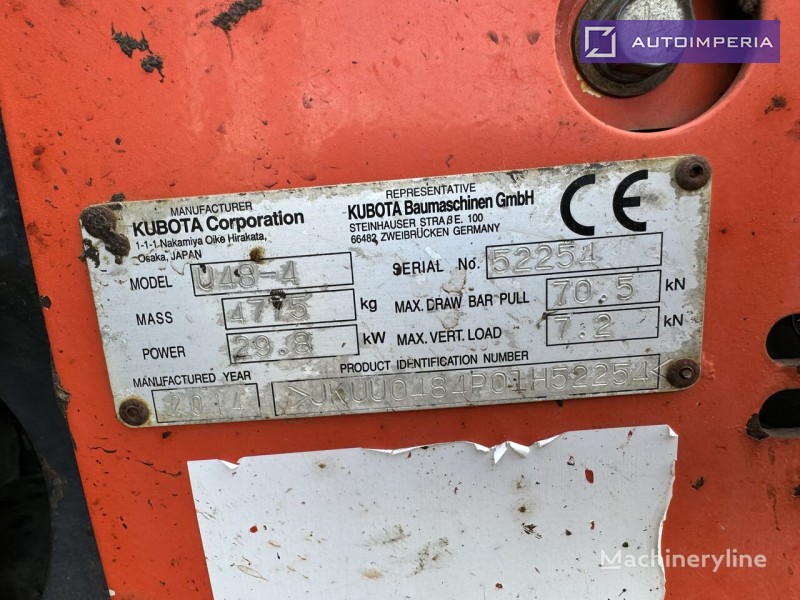 AUTOIMPERIA
MANUFACTURER
KUBOTA Corporation
1-1-1 Nakamiya Oike Hirakata,
Osaka, JAPAN
REPRESENTATIVE
KUBOTA Baumaschinen GmbH
STEINHAUSER STRAßE. 100
66482 ZWEIBRÜCKEN GERMANY
CE
MODEL U48-4
SERIAL No. 52254
MASS 4775 kg
MAX. DRAW BAR PULL 70.5 kN
POWER 29.8 kW
MAX. VERT. LOAD 7.2 kN
MANUFACTURED YEAR 2014
PRODUCT IDENTIFICATION NUMBER
>JKUU0484P01H52254<
Machineryline